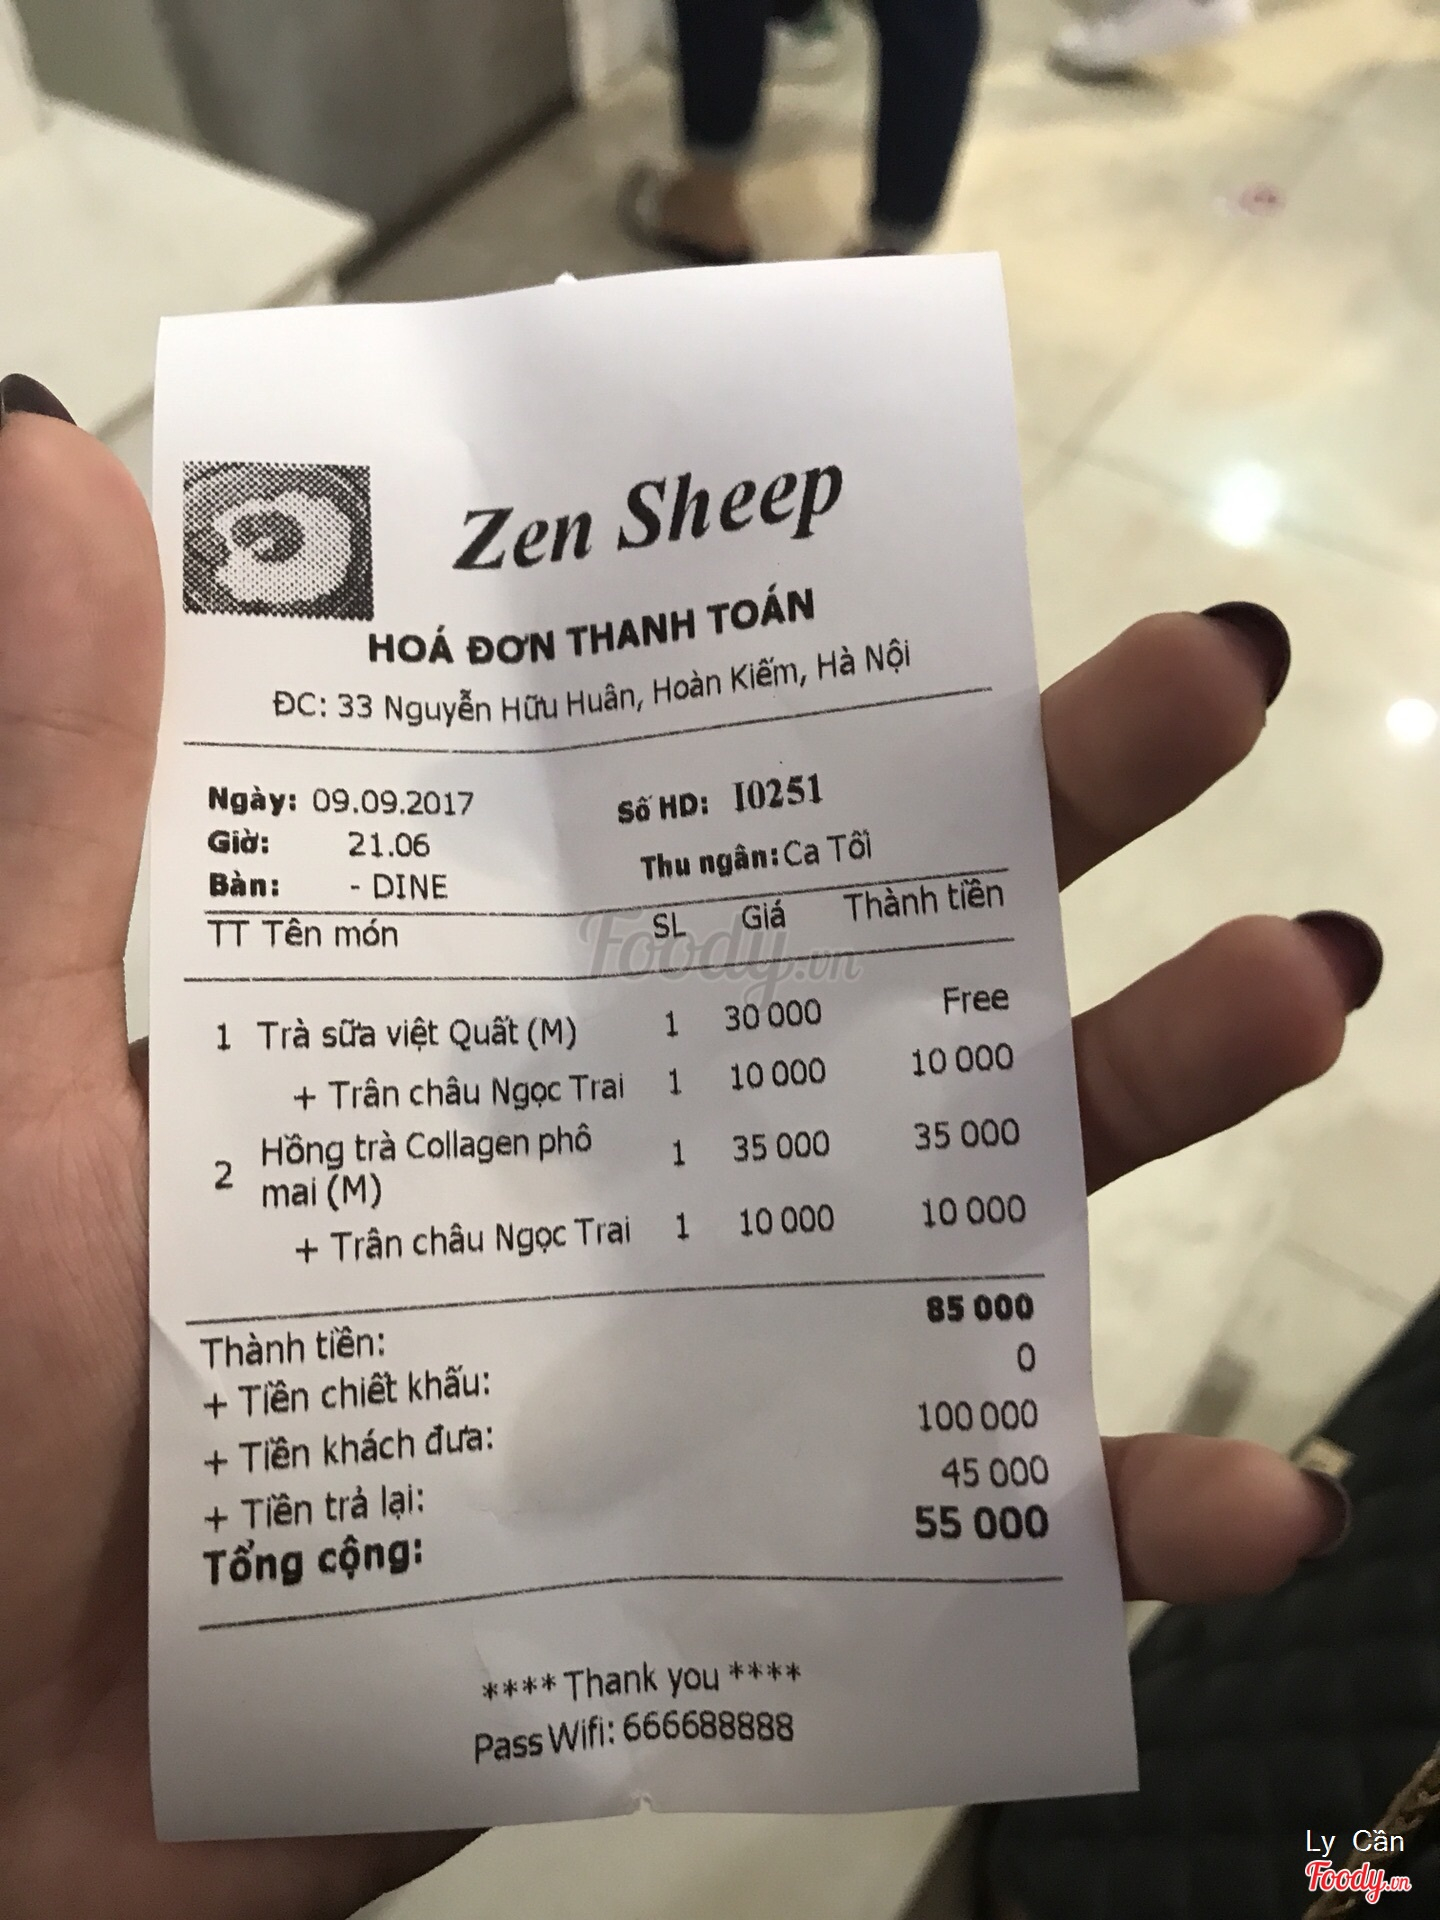 Zen Sheep
HOÁ ĐƠN THANH TOÁN
ĐC: 33 Nguyễn Hữu Huân, Hoàn Kiếm, Hà Nội
Ngày: 09.09.2017 Số HD: I0251
Giờ: 21.06 Thu ngân: Ca Tối
Bàn: - DINE
TT Tên món SL Giá Thành tiền
1 Trà sữa việt Quất (M) 1 30 000 Free
+ Trân châu Ngọc Trai 1 10 000 10 000
2 Hồng trà Collagen phô 1 35 000 35 000
mai (M)
+ Trân châu Ngọc Trai 1 10 000 10 000
Thành tiền: 85 000
+ Tiền chiết khấu: 0
+ Tiền khách đưa: 100 000
+ Tiền trả lại: 45 000
Tổng cộng: 55 000
**** Thank you ****
Pass Wifi: 666688888
Foody.vn
Ly Cần
Foody.vn